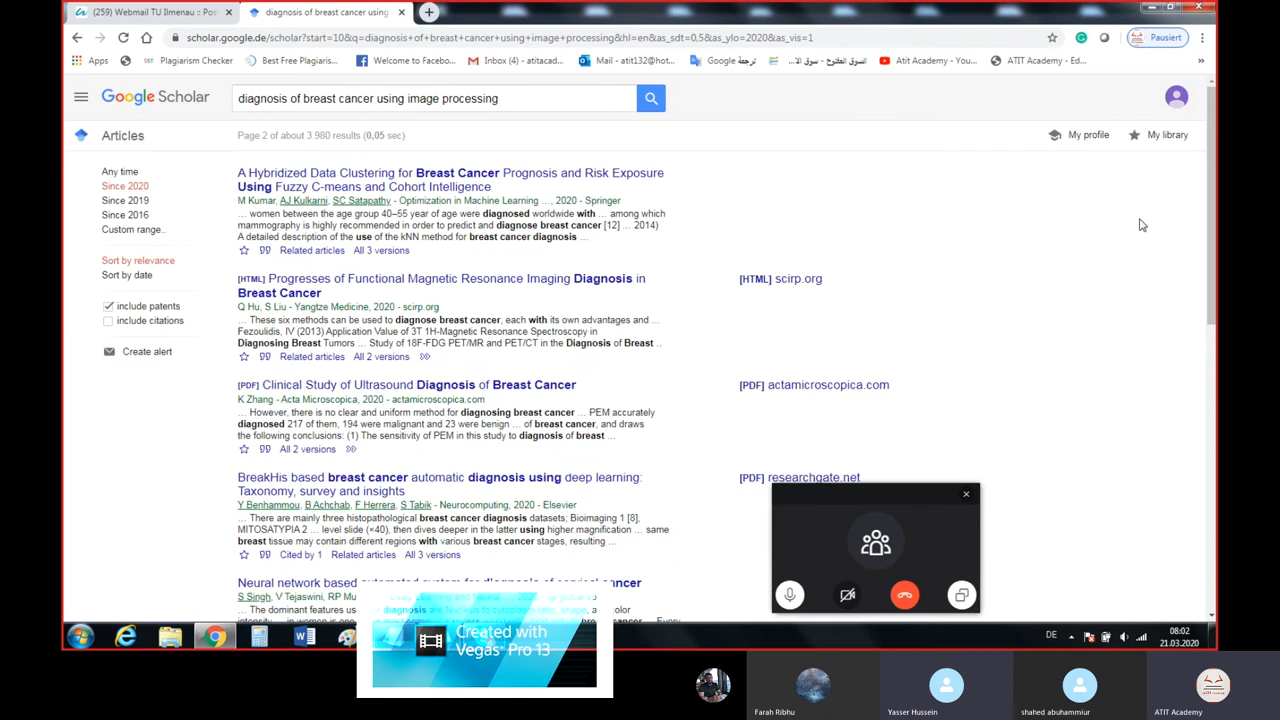 (259) Webmail TU Ilmenau :: Post
diagnosis of breast cancer using
scholar.google.de/scholar?start=10&q=diagnosis+of+breast+cancer+using+image+processing&hl=en&as_sdt=0,5&as_ylo=2020&as_vis=1
Pausiert
Apps
Plagiarism Checker
Best Free Plagiaris...
Welcome to Facebo...
Inbox (4) - atitacad...
Mail - atit132@hot...
ترجمة Google
السوق المفتوح - سوق الا...
Atit Academy - You...
ATIT Academy - Ed...
»
Google Scholar
diagnosis of breast cancer using image processing
Articles
Page 2 of about 3.980 results (0,05 sec)
My profile
My library
Any time
Since 2020
Since 2019
Since 2016
Custom range..
Sort by relevance
Sort by date
include patents
include citations
Create alert
A Hybridized Data Clustering for Breast Cancer Prognosis and Risk Exposure
Using Fuzzy C-means and Cohort Intelligence
M Kumar, AJ Kulkarni, SC Satapathy - Optimization in Machine Learning ..., 2020 - Springer
... women between the age group 40–55 year of age were diagnosed worldwide with ... among which
mammography is highly recommended in order to predict and diagnose breast cancer [12] ... 2014)
A detailed description of the use of the kNN method for breast cancer diagnosis ...
Related articles All 3 versions
[HTML] Progresses of Functional Magnetic Resonance Imaging Diagnosis in
Breast Cancer
[HTML] scirp.org
Q Hu, S Liu - Yangtze Medicine, 2020 - scirp.org
... These six methods can be used to diagnose breast cancer, each with its own advantages and ...
Fezoulidis, IV (2013) Application Value of 3T 1H-Magnetic Resonance Spectroscopy in
Diagnosing Breast Tumors ... Study of 18F-FDG PET/MR and PET/CT in the Diagnosis of Breast ..
Related articles All 2 versions
[PDF] Clinical Study of Ultrasound Diagnosis of Breast Cancer
[PDF] actamicroscopica.com
K Zhang - Acta Microscopica, 2020 - actamicroscopica.com
... However, there is no clear and uniform method for diagnosing breast cancer ... PEM accurately
diagnosed 217 of them, 194 were malignant and 23 were benign ... of breast cancer, and draws
the following conclusions: (1) The sensitivity of PEM in this study to diagnosis of breast ...
All 2 versions
BreakHis based breast cancer automatic diagnosis using deep learning:
Taxonomy, survey and insights
[PDF] researchgate.net
Y Benhammou, B Achchab, F Herrera, S Tabik - Neurocomputing, 2020 - Elsevier
... There are mainly three histopathological breast cancer diagnosis datasets; Bioimaging 1 [8],
MITOSATYPIA 2 ... level slide (×40), then dives deeper in the latter using higher magnification ... same
breast tissue may contain different regions with various breast cancer stages, resulting ...
Cited by 1 Related articles All 3 versions
Neural network based automated system for diagnosis of cervical cancer
S Singh, V Tejaswini, RP
... The dominant features
color
Created with
Vegas Pro 13
DE
08:02
21.03.2020
Farah Ribhu
Yasser Hussein
shahed abuhammiur
ATIT Academy